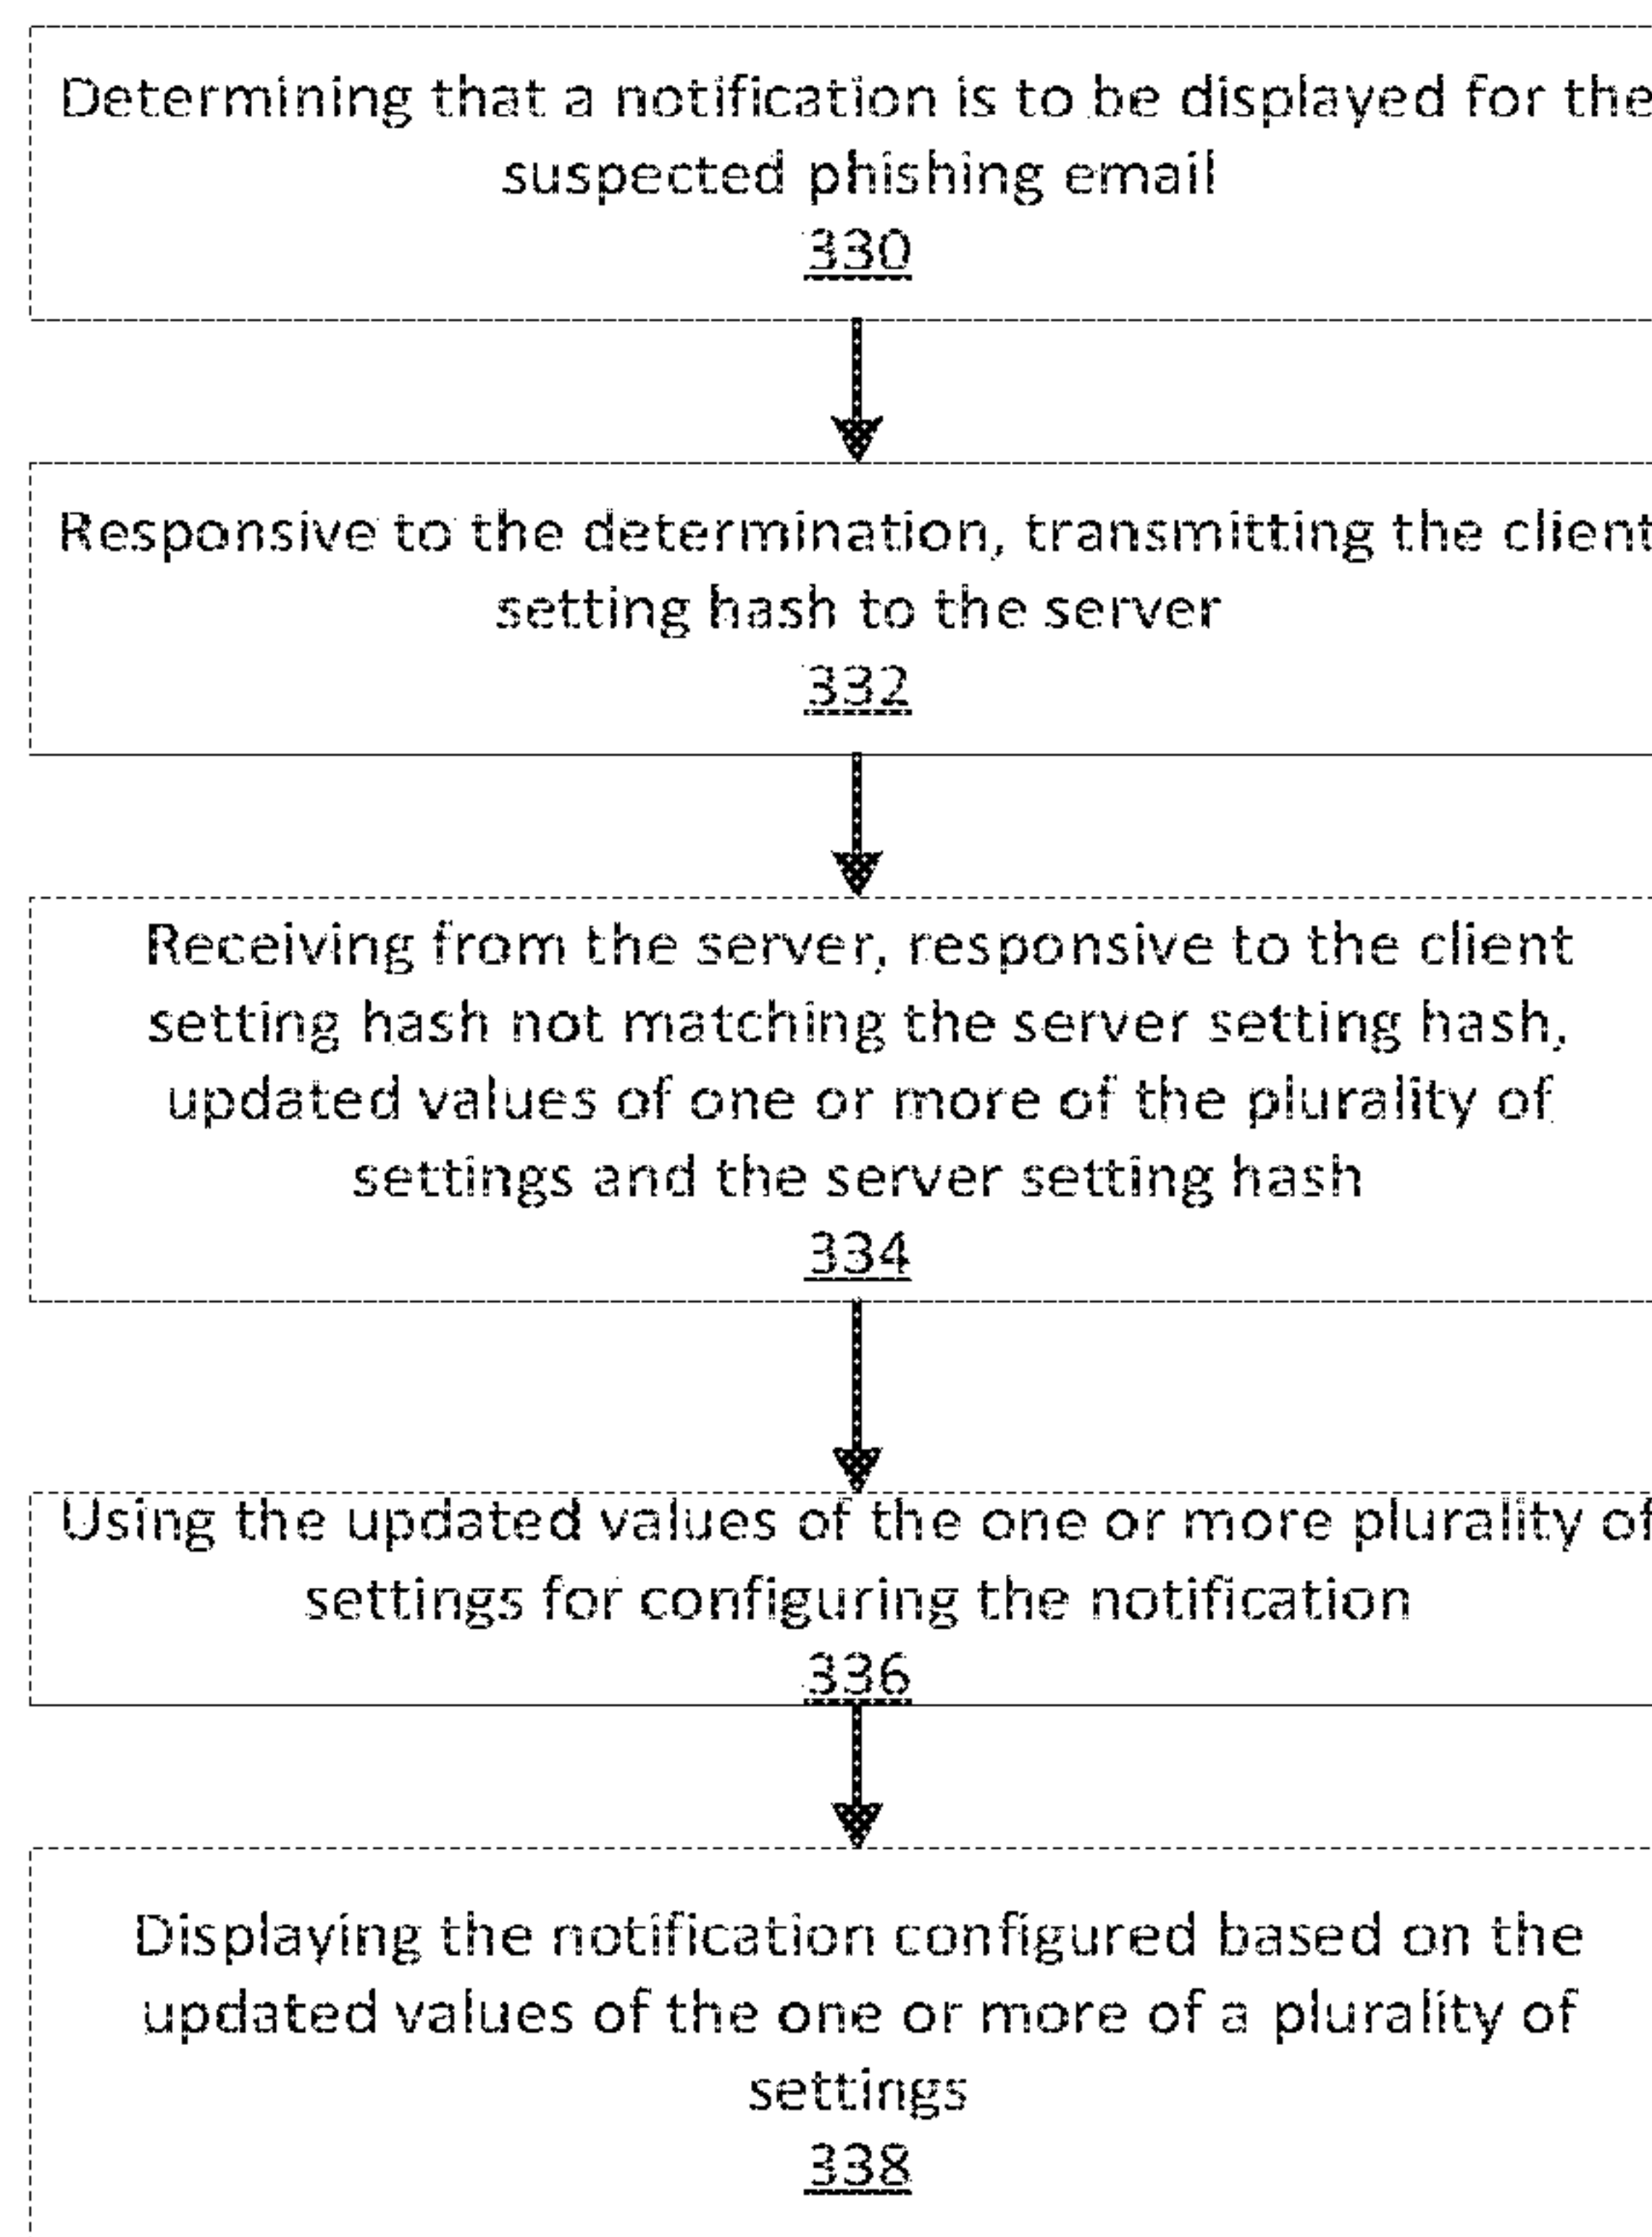 Determining that a notification is to be displayed for the
suspected phishing email
330
Responsive to the determination, transmitting the client
setting hash to the server
332
Receiving from the server, responsive to the client
setting hash not matching the server setting hash,
updated values of one or more of the plurality of
settings and the server setting hash
334
Using the updated values of the one or more plurality of
settings for configuring the notification
336
Displaying the notification configured based on the
updated values of the one or more of a plurality of
settings
338